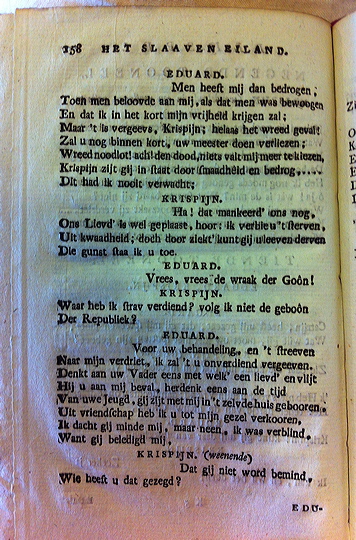 158 HET SLAAVEN EILAND.
EDUARD.
Men heeft mij dan bedrogen;
Toen men beloovde aan mij, als dat men was bewoogen
En dat ik in het kort mijn vrijheid krijgen zal;
Maar 't is vergeevs, Krispijn; helaas het wreed geval!
Zal u nog binnen kort, uw meester doen verliezen;
Wreed noodlot! ach! den dood, niets valt mij meer te kiezen,
Krispijn zijt gij in staat door smaadheid en bedrog,....
Dit had ik nooit verwacht;
KRISPIJN.
Ha! dat mankeerd' ons nog,
Ons Lievd' is wel geplaast, hoor: ik verbie u 't sterven,
Uit kwaadheid; doch door ziekt' kunt gij u leeven derven
Die gunst sta ik u toe.
EDUARD.
Vrees, vrees de wraak der Goôn!
KRISPIJN.
Waar heb ik strav verdiend? volg ik niet de geboôn
Der Republiek?
EDUARD.
Voor uw behandeling, en 't streeven
Naar mijn verdriet, ik zal 't u onverdiend vergeeven.
Denkt aan uw Vader eens met welk' een lievd' en vlijt
Hij u aan mij beval, herdenk eens aan de tijd
Van uwe Jeugd, gij zijt met mij in 't zelvde huis gebooren.
Uit vriendschap heb ik u tot mijn gezel verkooren,
Ik dacht gij minde mij, maar neen, ik was verblind,
Want gij beledigd mij,
KRISPIJN. (weenende)
Dat gij niet word bemind,
Wie heeft u dat gezegd?
EDU-